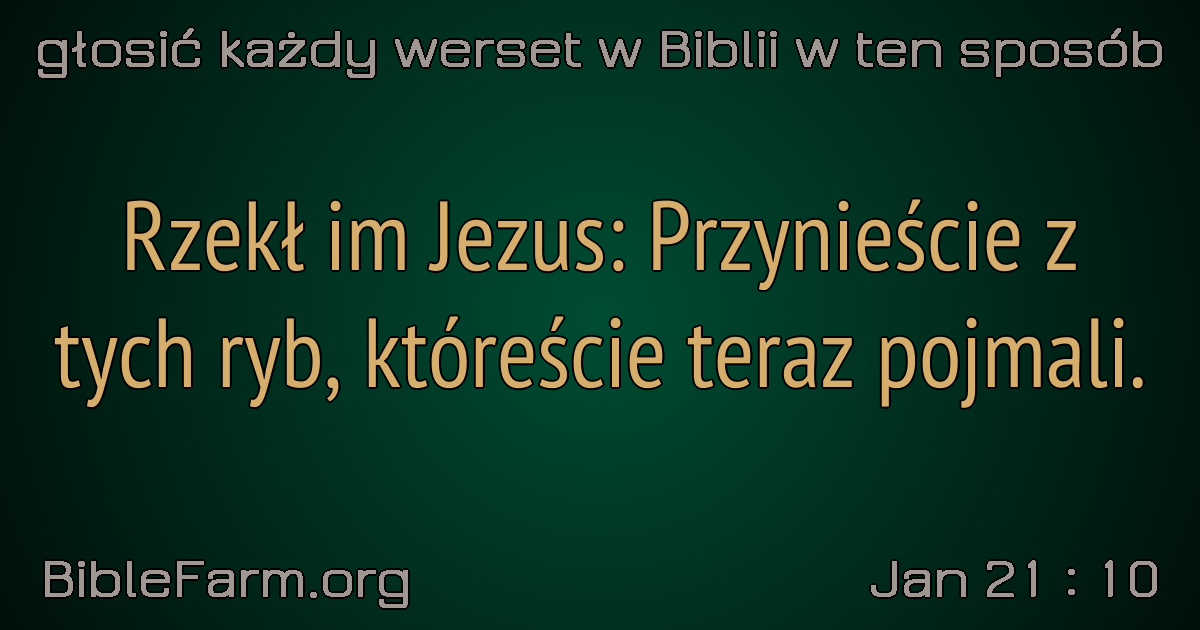 głosić każdy werset w Biblii w ten sposób
Rzekł im Jezus: Przynieście z
tych ryb, któreście teraz pojmali.
BibleFarm.org
Jan 21 : 10